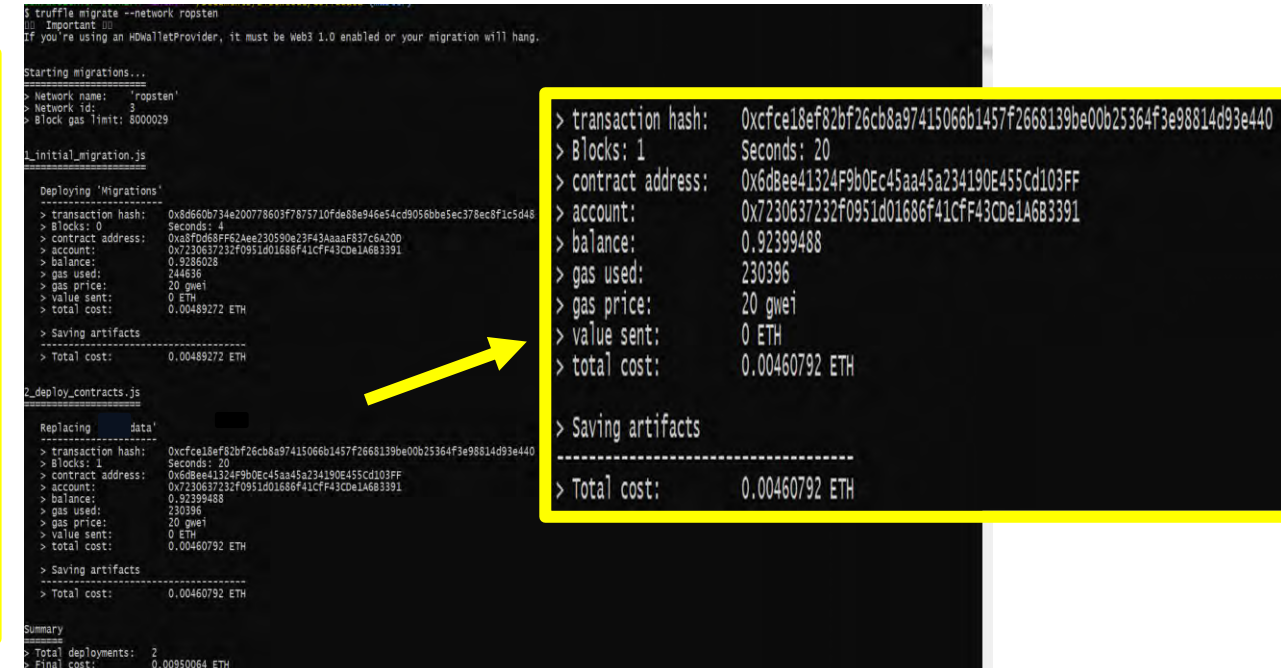 $ truffle migrate --network ropsten
Important
If you're using an HDWalletProvider, it must be Web3 1.0 enabled or your migration will hang.
Starting migrations...
======================
> Network name: 'ropsten'
> Network id: 3
> Block gas limit: 8000029
1_initial_migration.js
======================
Deploying 'Migrations'
----------------------
> transaction hash: 0x8d660b734e200778603f7875710fde88e946e54cd9056bbe5ec378ec8f1c5d48
> Blocks: 0 Seconds: 4
> contract address: 0xa8fDd68FF62Aee230590e23F43AaaaF837c6A20D
> account: 0x7230637232f0951d01686f41CfF43CDe1A6B3391
> balance: 0.9286028
> gas used: 244636
> gas price: 20 gwei
> value sent: 0 ETH
> total cost: 0.00489272 ETH
> Saving artifacts
-------------------------------------
> Total cost: 0.00489272 ETH
2_deploy_contracts.js
=====================
Replacing data'
------------------
> transaction hash: 0xcfce18ef82bf26cb8a97415066b1457f2668139be00b25364f3e98814d93e440
> Blocks: 1 Seconds: 20
> contract address: 0x6dBee41324F9b0Ec45aa45a234190E455Cd103FF
> account: 0x7230637232f0951d01686f41CfF43CDe1A6B3391
> balance: 0.92399488
> gas used: 230396
> gas price: 20 gwei
> value sent: 0 ETH
> total cost: 0.00460792 ETH
> Saving artifacts
-------------------------------------
> Total cost: 0.00460792 ETH
Summary
=======
> Total deployments: 2
> Final cost: 0.00950064 ETH
> transaction hash: 0xcfce18ef82bf26cb8a97415066b1457f2668139be00b25364f3e98814d93e440
> Blocks: 1 Seconds: 20
> contract address: 0x6dBee41324F9b0Ec45aa45a234190E455Cd103FF
> account: 0x7230637232f0951d01686f41CfF43CDe1A6B3391
> balance: 0.92399488
> gas used: 230396
> gas price: 20 gwei
> value sent: 0 ETH
> total cost: 0.00460792 ETH
> Saving artifacts
-------------------------------------
> Total cost: 0.00460792 ETH